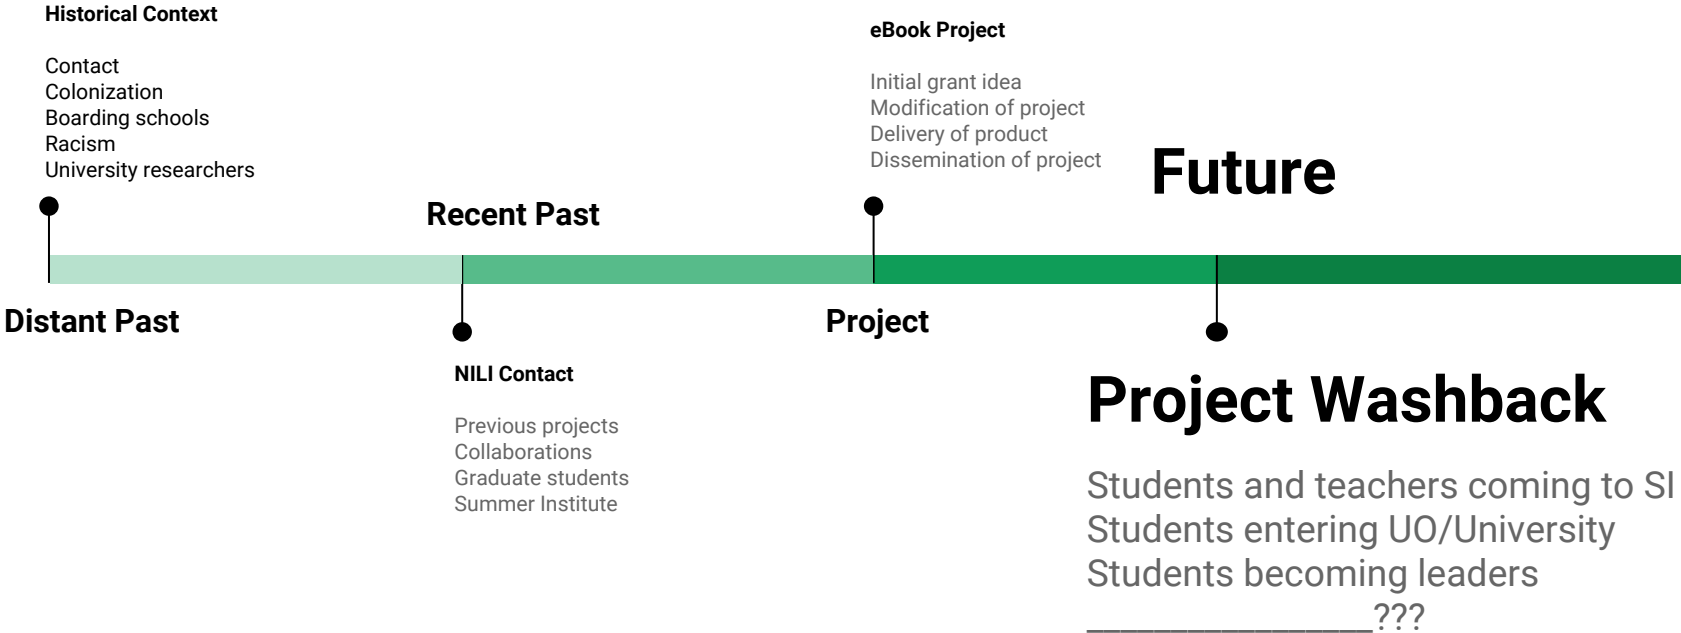 Historical Context
Contact
Colonization
Boarding schools
Racism
University researchers
Distant Past
Recent Past
NILI Contact
Previous projects
Collaborations
Graduate students
Summer Institute
eBook Project
Initial grant idea
Modification of project
Delivery of product
Dissemination of project
Project
Future
Project Washback
Students and teachers coming to SI
Students entering UO/University
Students becoming leaders
_______________???